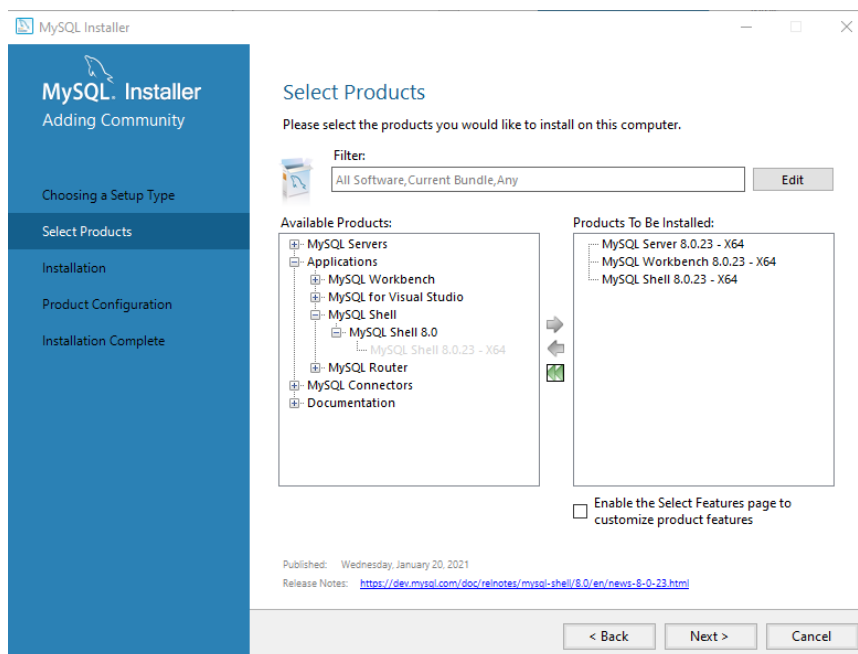 MySQL Installer
MySQL. Installer
Adding Community
Choosing a Setup Type
Select Products
Installation
Product Configuration
Installation Complete
Select Products
Please select the products you would like to install on this computer.
Filter:
All Software,Current Bundle,Any
Edit
Available Products:
MySQL Servers
Applications
MySQL Workbench
MySQL for Visual Studio
MySQL Shell
MySQL Shell 8.0
MySQL Shell 8.0.23 - X64
MySQL Router
MySQL Connectors
Documentation
Products To Be Installed:
MySQL Server 8.0.23 - X64
MySQL Workbench 8.0.23 - X64
MySQL Shell 8.0.23 - X64
Enable the Select Features page to
customize product features
Published: Wednesday, January 20, 2021
Release Notes: https://dev.mysql.com/doc/relnotes/mysql-shell/8.0/en/news-8-0-23.html
< Back
Next >
Cancel